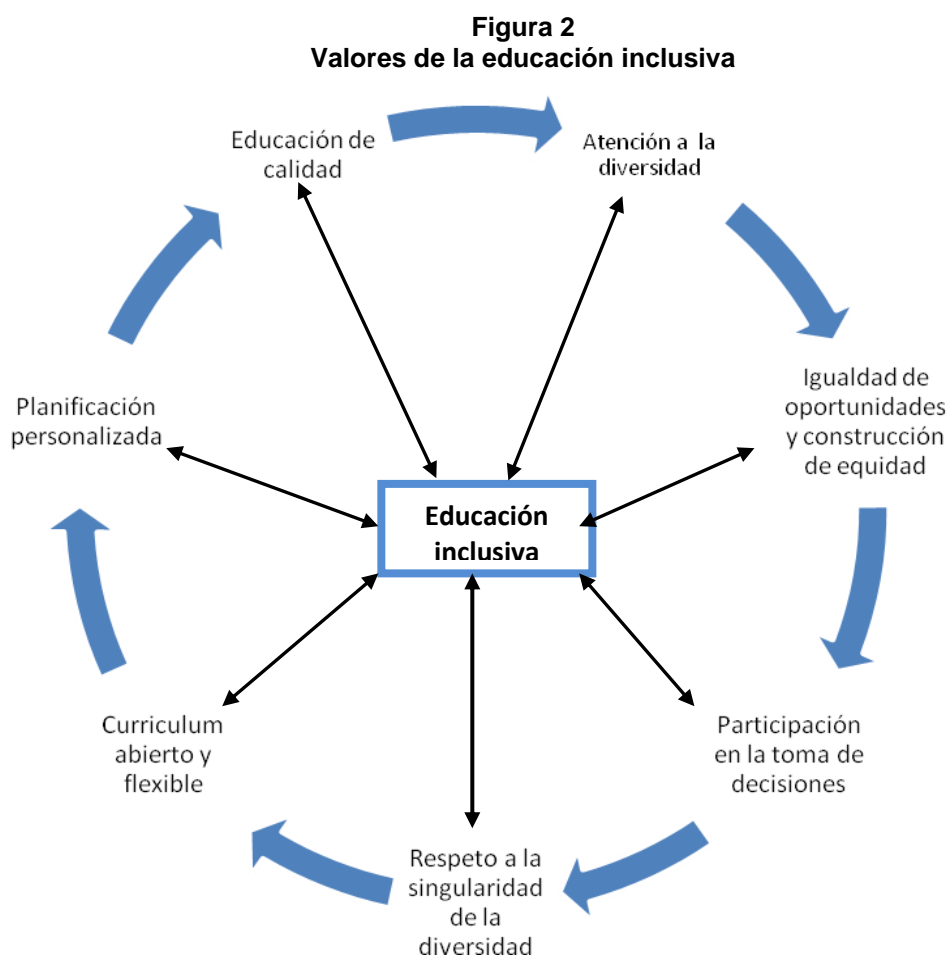 Figura 2
Valores de la educación inclusiva
Educación de
calidad
Atención a la
diversidad
Igualdad de
oportunidades
y construcción
de equidad
Participación
en la toma de
decisiones
Respeto a la
singularidad
de la
diversidad
Curriculum
abierto y
flexible
Planificación
personalizada
Educación
inclusiva